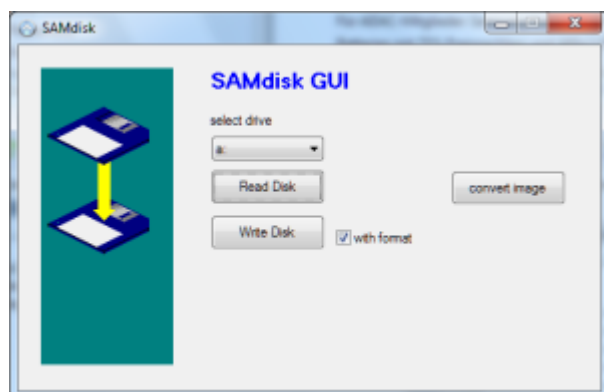 SAMdisk
SAMdisk GUI
select drive
a:
Read Disk
convert image
Write Disk
with format